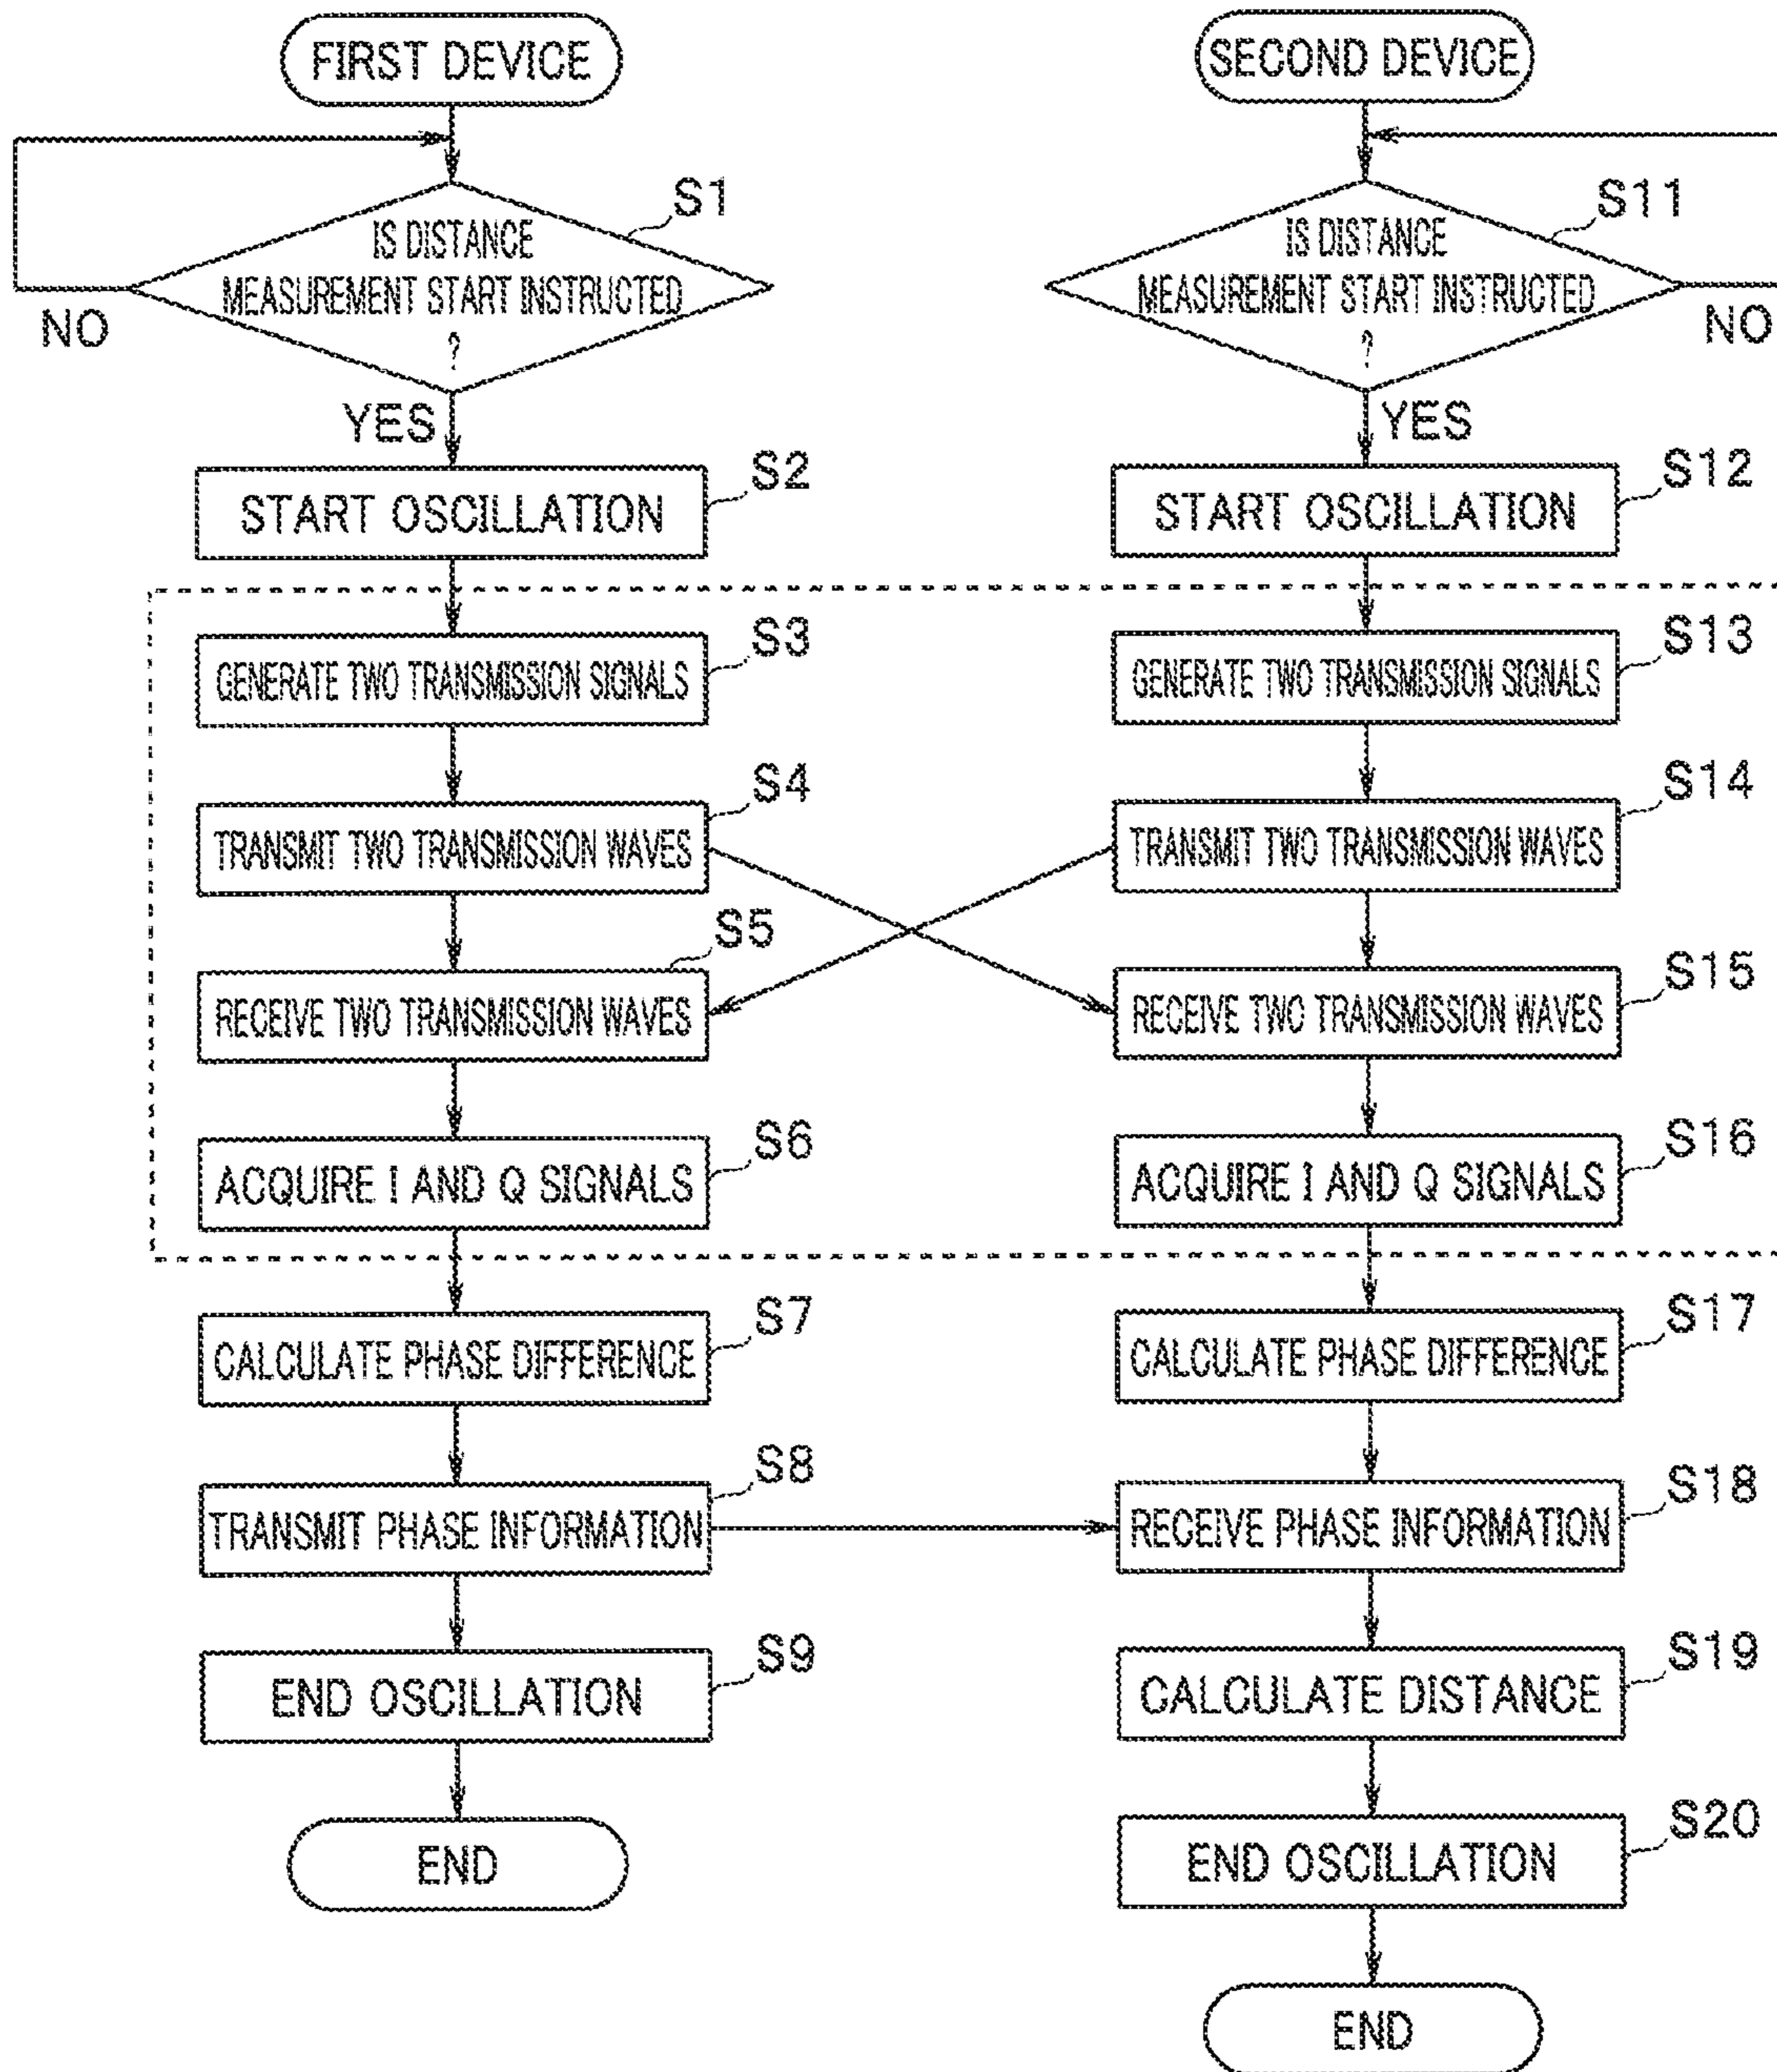 FIRST DEVICE
S1
IS DISTANCE
MEASUREMENT START INSTRUCTED
?
NO
YES
S2
START OSCILLATION
S3
GENERATE TWO TRANSMISSION SIGNALS
S4
TRANSMIT TWO TRANSMISSION WAVES
S5
RECEIVE TWO TRANSMISSION WAVES
S6
ACQUIRE I AND Q SIGNALS
S7
CALCULATE PHASE DIFFERENCE
S8
TRANSMIT PHASE INFORMATION
S9
END OSCILLATION
END
SECOND DEVICE
S11
IS DISTANCE
MEASUREMENT START INSTRUCTED
?
NO
YES
S12
START OSCILLATION
S13
GENERATE TWO TRANSMISSION SIGNALS
S14
TRANSMIT TWO TRANSMISSION WAVES
S15
RECEIVE TWO TRANSMISSION WAVES
S16
ACQUIRE I AND Q SIGNALS
S17
CALCULATE PHASE DIFFERENCE
S18
RECEIVE PHASE INFORMATION
S19
CALCULATE DISTANCE
S20
END OSCILLATION
END